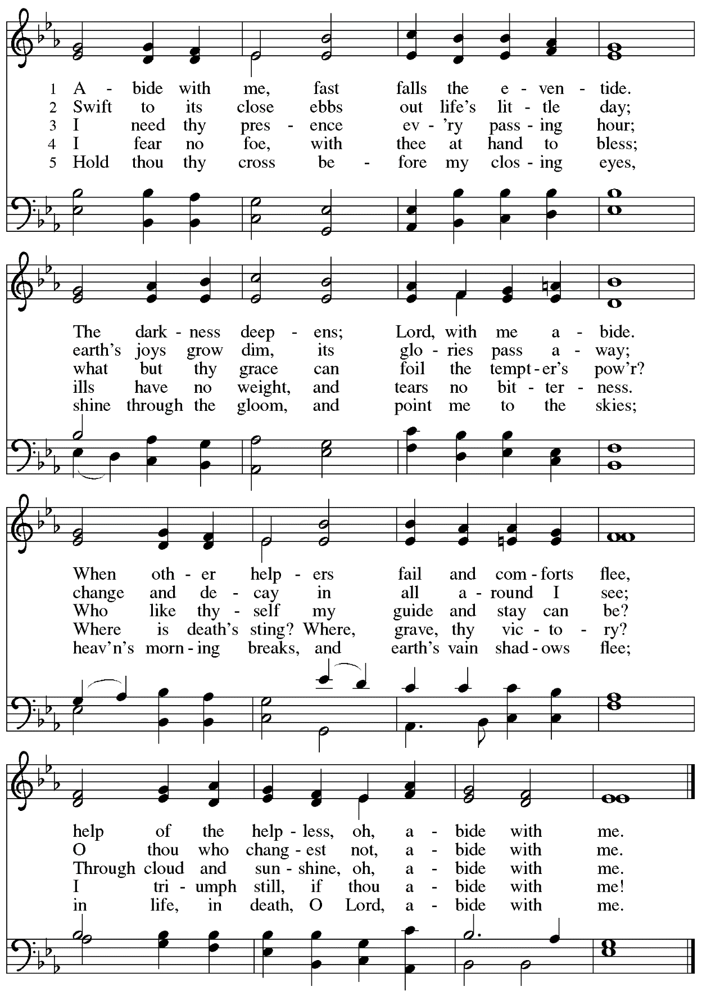 1 A - bide with me, fast falls the e - ven - tide.
2 Swift to its close ebbs out life's lit - tle day;
3 I need thy pres - ence ev - 'ry pass - ing hour;
4 I fear no foe, with thee at hand to bless;
5 Hold thou thy cross be - fore my clos - ing eyes,
The dark - ness deep - ens; Lord, with me a - bide.
earth's joys grow dim, its glo - ries pass a - way;
what but thy grace can foil the tempt - er's pow'r?
ills have no weight, and tears no bit - ter - ness.
shine through the gloom, and point me to the skies;
When oth - er help - ers fail and com - forts flee,
change and de - cay in all a - round I see;
Who like thy - self my guide and stay can be?
Where is death's sting? Where, grave, thy vic - to - ry?
heav'n's morn - ing breaks, and earth's vain shad - ows flee;
help of the help - less, oh, a - bide with me.
O thou who chang - est not, a - bide with me.
Through cloud and sun - shine, oh, a - bide with me.
I tri - umph still, if thou a - bide with me!
in life, in death, O Lord, a - bide with me.